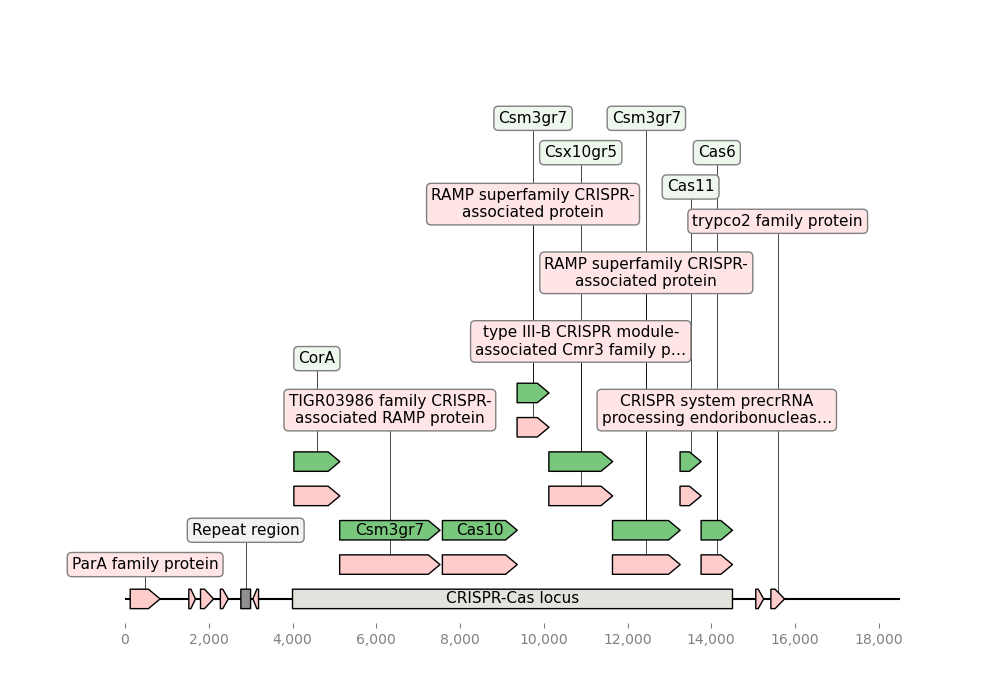 Csm3gr7
Csm3gr7
Csx10gr5
Cas6
Cas11
RAMP superfamily CRISPR-
associated protein
trypco2 family protein
RAMP superfamily CRISPR-
associated protein
type III-B CRISPR module-
associated Cmr3 family p...
CorA
TIGR03986 family CRISPR-
associated RAMP protein
CRISPR system precrRNA
processing endoribonucleas...
Repeat region
Csm3gr7
Cas10
ParA family protein
CRISPR-Cas locus
0
2,000
4,000
6,000
8,000
10,000
12,000
14,000
16,000
18,000